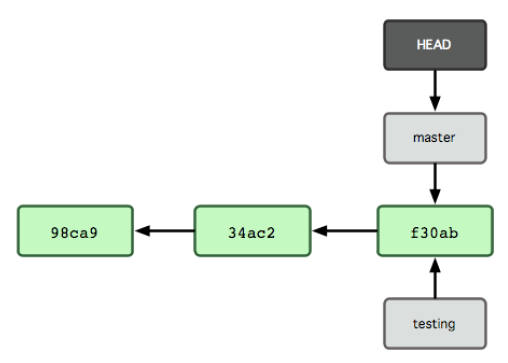 HEAD
master
98ca9
34ac2
f30ab
testing